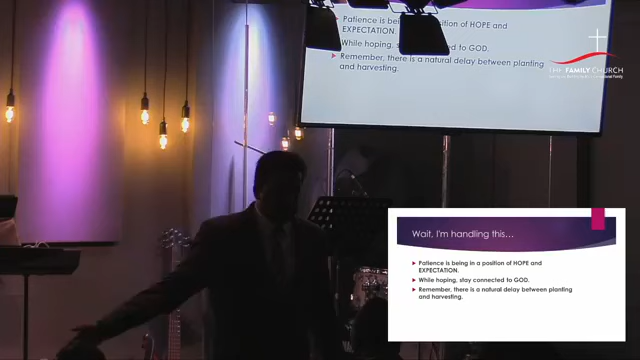 Patience is being in a position of HOPE and
EXPECTATION.
While hoping, stay connected to GOD.
Remember, there is a natural delay between planting
and harvesting.
THE FAMILY CHURCH
Wait, I'm handling this...
Patience is being in a position of HOPE and
EXPECTATION.
While hoping, stay connected to GOD.
Remember, there is a natural delay between planting
and harvesting.